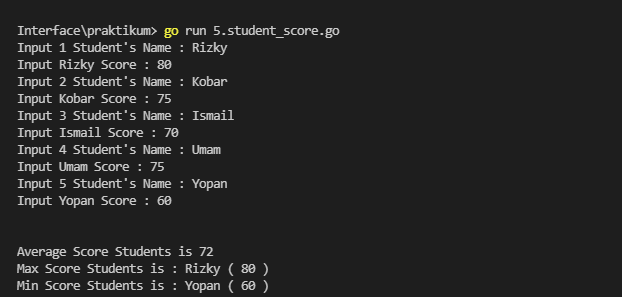 Interface\praktikum> go run 5.student_score.go
Input 1 Student's Name : Rizky
Input Rizky Score : 80
Input 2 Student's Name : Kobar
Input Kobar Score : 75
Input 3 Student's Name : Ismail
Input Ismail Score : 70
Input 4 Student's Name : Umam
Input Umam Score : 75
Input 5 Student's Name : Yopan
Input Yopan Score : 60
Average Score Students is 72
Max Score Students is : Rizky ( 80 )
Min Score Students is : Yopan ( 60 )